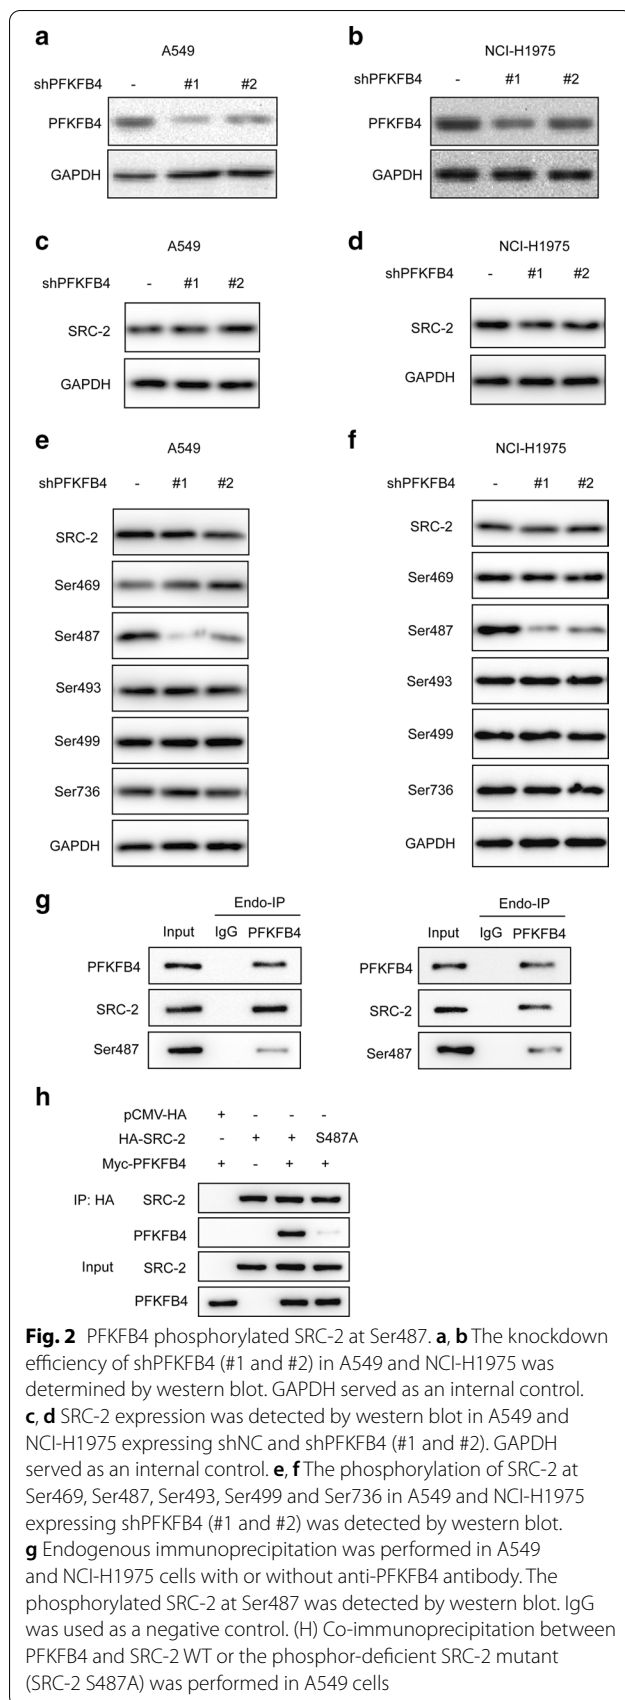 a
A549
shPFKFB4 - #1 #2
PFKFB4
GAPDH
b
NCI-H1975
shPFKFB4 - #1 #2
PFKFB4
GAPDH
c
A549
shPFKFB4 - #1 #2
SRC-2
GAPDH
d
NCI-H1975
shPFKFB4 - #1 #2
SRC-2
GAPDH
e
A549
shPFKFB4 - #1 #2
SRC-2
Ser469
Ser487
Ser493
Ser499
Ser736
GAPDH
f
NCI-H1975
shPFKFB4 - #1 #2
SRC-2
Ser469
Ser487
Ser493
Ser499
Ser736
GAPDH
g
Endo-IP
Input IgG PFKFB4
PFKFB4
SRC-2
Ser487
Endo-IP
Input IgG PFKFB4
PFKFB4
SRC-2
Ser487
h
pCMV-HA + - - -
HA-SRC-2 - + + S487A
Myc-PFKFB4 + - + +
IP: HA SRC-2
PFKFB4
Input SRC-2
PFKFB4
Fig. 2 PFKFB4 phosphorylated SRC-2 at Ser487. a, b The knockdown
efficiency of shPFKFB4 (#1 and #2) in A549 and NCI-H1975 was
determined by western blot. GAPDH served as an internal control.
c, d SRC-2 expression was detected by western blot in A549 and
NCI-H1975 expressing shNC and shPFKFB4 (#1 and #2). GAPDH
served as an internal control. e, f The phosphorylation of SRC-2 at
Ser469, Ser487, Ser493, Ser499 and Ser736 in A549 and NCI-H1975
expressing shPFKFB4 (#1 and #2) was detected by western blot.
g Endogenous immunoprecipitation was performed in A549
and NCI-H1975 cells with or without anti-PFKFB4 antibody. The
phosphorylated SRC-2 at Ser487 was detected by western blot. IgG
was used as a negative control. (H) Co-immunoprecipitation between
PFKFB4 and SRC-2 WT or the phosphor-deficient SRC-2 mutant
(SRC-2 S487A) was performed in A549 cells